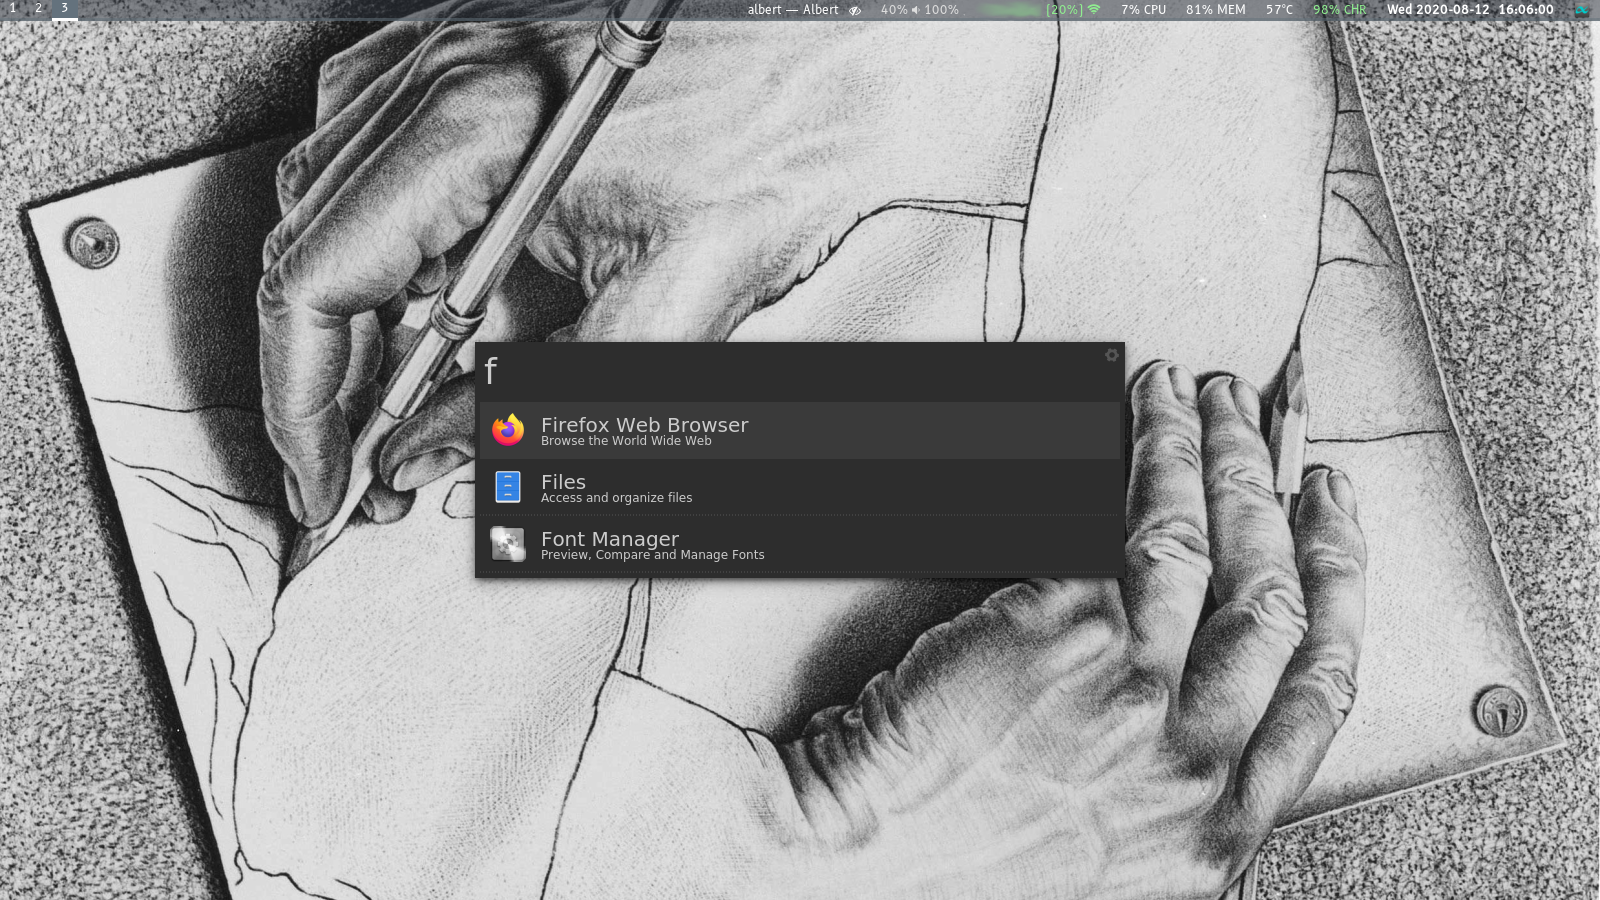 1 2 3 albert — Albert 40% 100% [20%] 7% CPU 81% MEM 57°C 98% CHR Wed 2020-08-12 16:06:00
f
Firefox Web Browser
Browse the World Wide Web
Files
Access and organize files
Font Manager
Preview, Compare and Manage Fonts